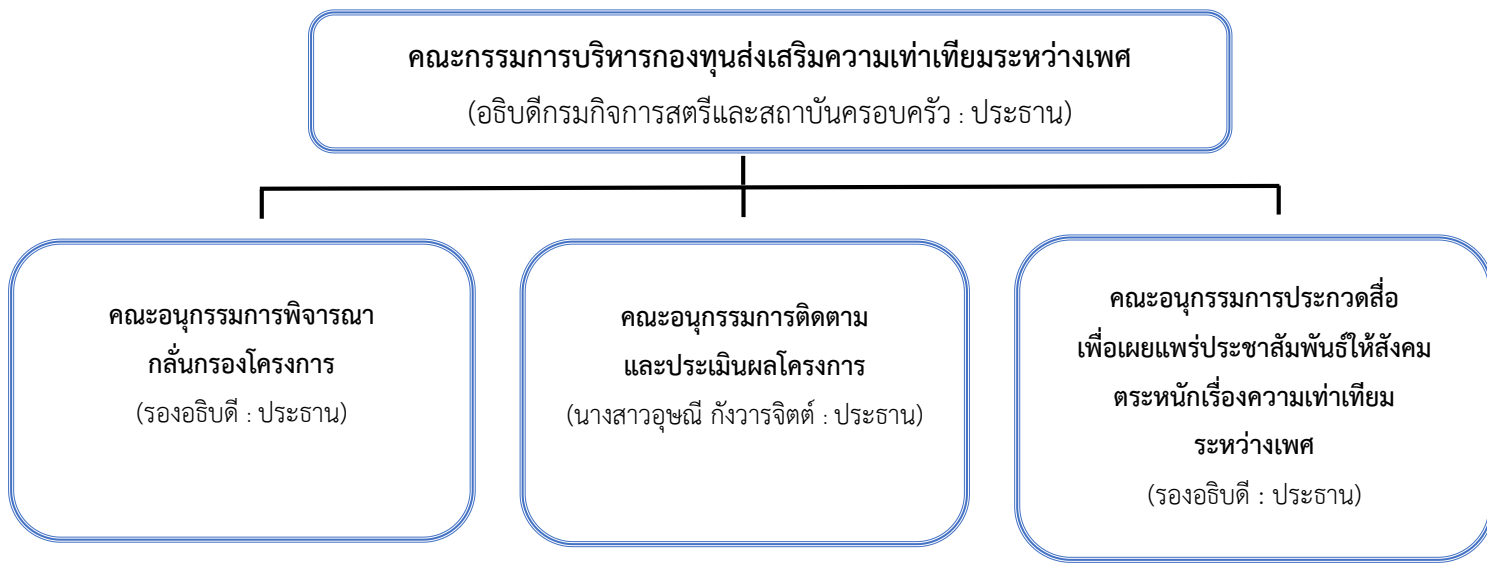 คณะกรรมการบริหารกองทุนส่งเสริมความเท่าเทียมระหว่างเพศ
(อธิบดีกรมกิจการสตรีและสถาบันครอบครัว : ประธาน)
คณะอนุกรรมการพิจารณา
กลั่นกรองโครงการ
(รองอธิบดี : ประธาน)
คณะอนุกรรมการติดตาม
และประเมินผลโครงการ
(นางสาวอุษณี กังวารจิตต์ : ประธาน)
คณะอนุกรรมการประกวดสื่อ
เพื่อเผยแพร่ประชาสัมพันธ์ให้สังคม
ตระหนักเรื่องความเท่าเทียม
ระหว่างเพศ
(รองอธิบดี : ประธาน)